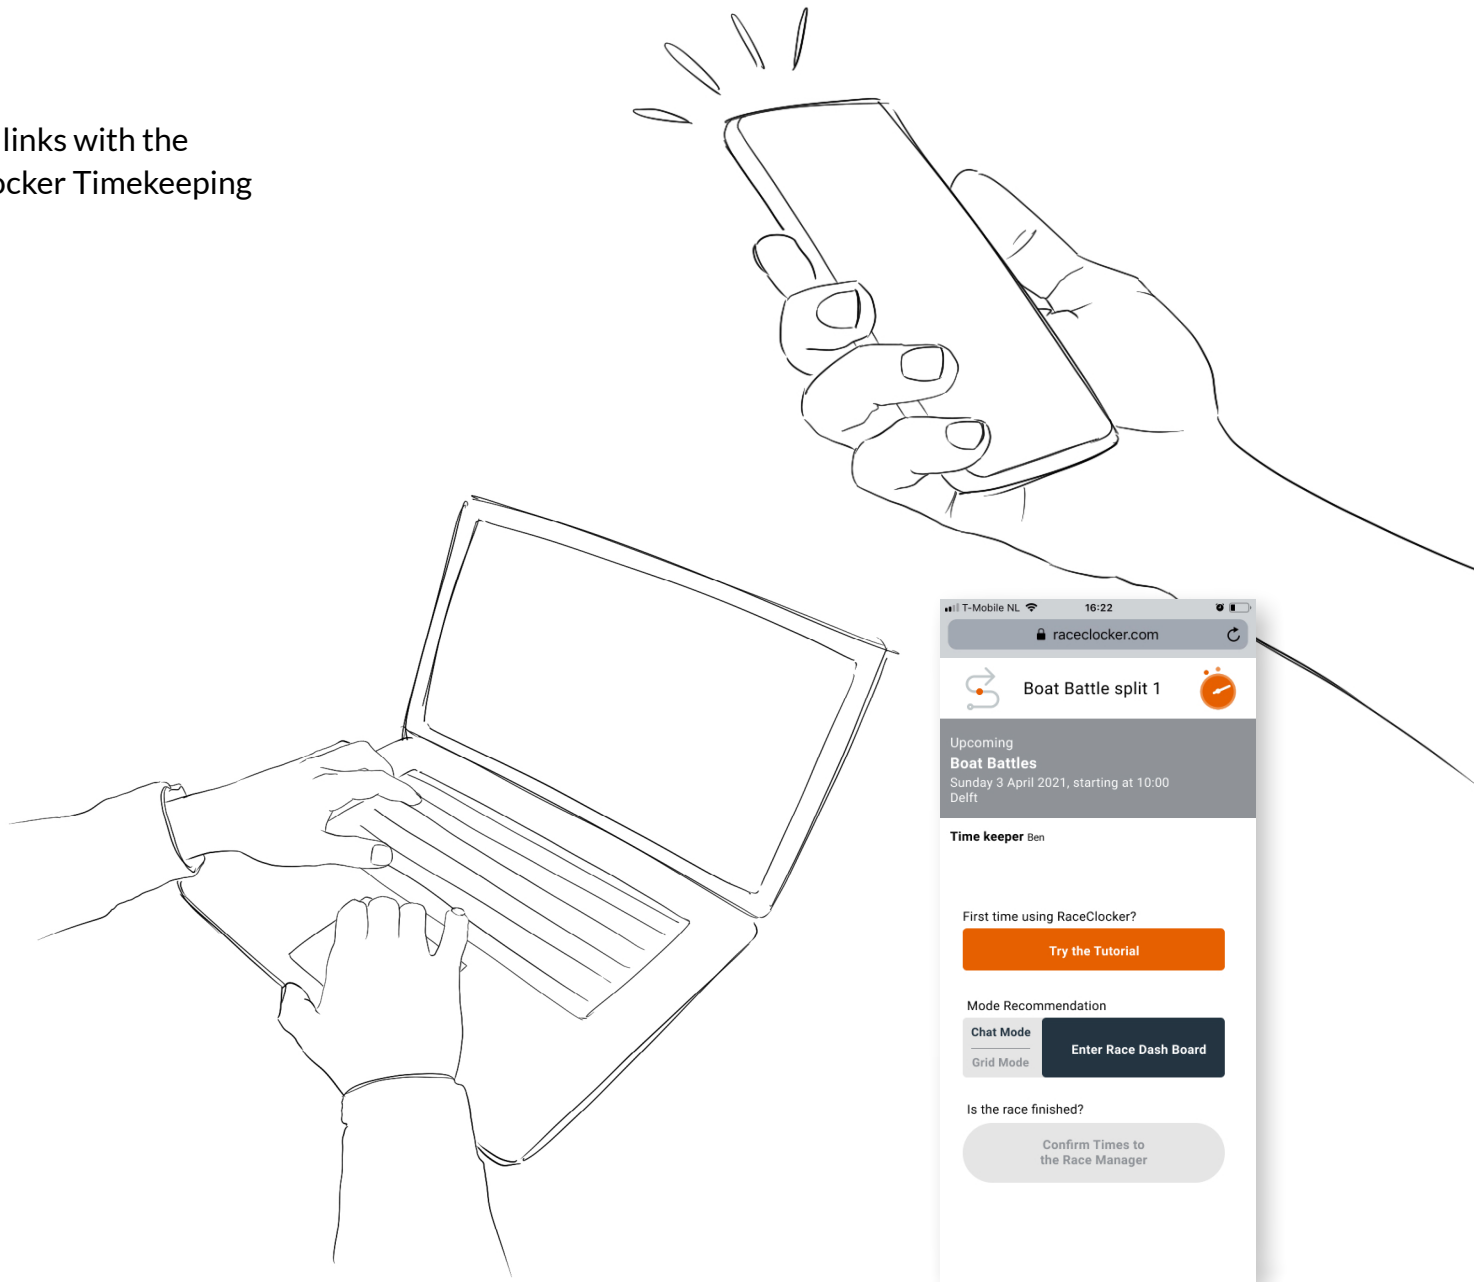 links with the
ocker Timekeeping
T-Mobile NL
16:22
raceclocker.com
Boat Battle split 1
Upcoming
Boat Battles
Sunday 3 April 2021, starting at 10:00
Delft
Time keeper Ben
First time using RaceClocker?
Try the Tutorial
Mode Recommendation
Chat Mode
Grid Mode
Enter Race Dash Board
Is the race finished?
Confirm Times to
the Race Manager